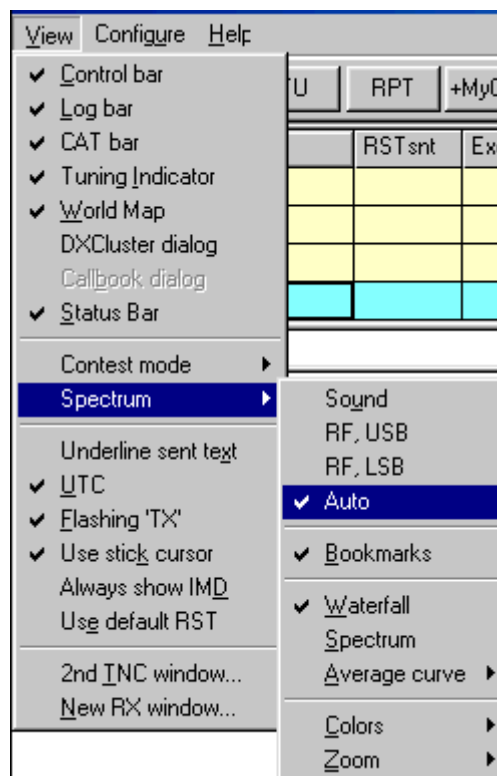 View Configure Help
Control bar
Log bar
CAT bar
Tuning Indicator
World Map
DXCluster dialog
Callbook dialog
Status Bar
Contest mode
Spectrum
Underline sent text
UTC
Flashing 'TX'
Use stick cursor
Always show IMD
Use default RST
2nd TNC window...
New RX window...
RPT
RSTsnt
Sound
RF, USB
RF, LSB
Auto
Bookmarks
Waterfall
Spectrum
Average curve
Colors
Zoom